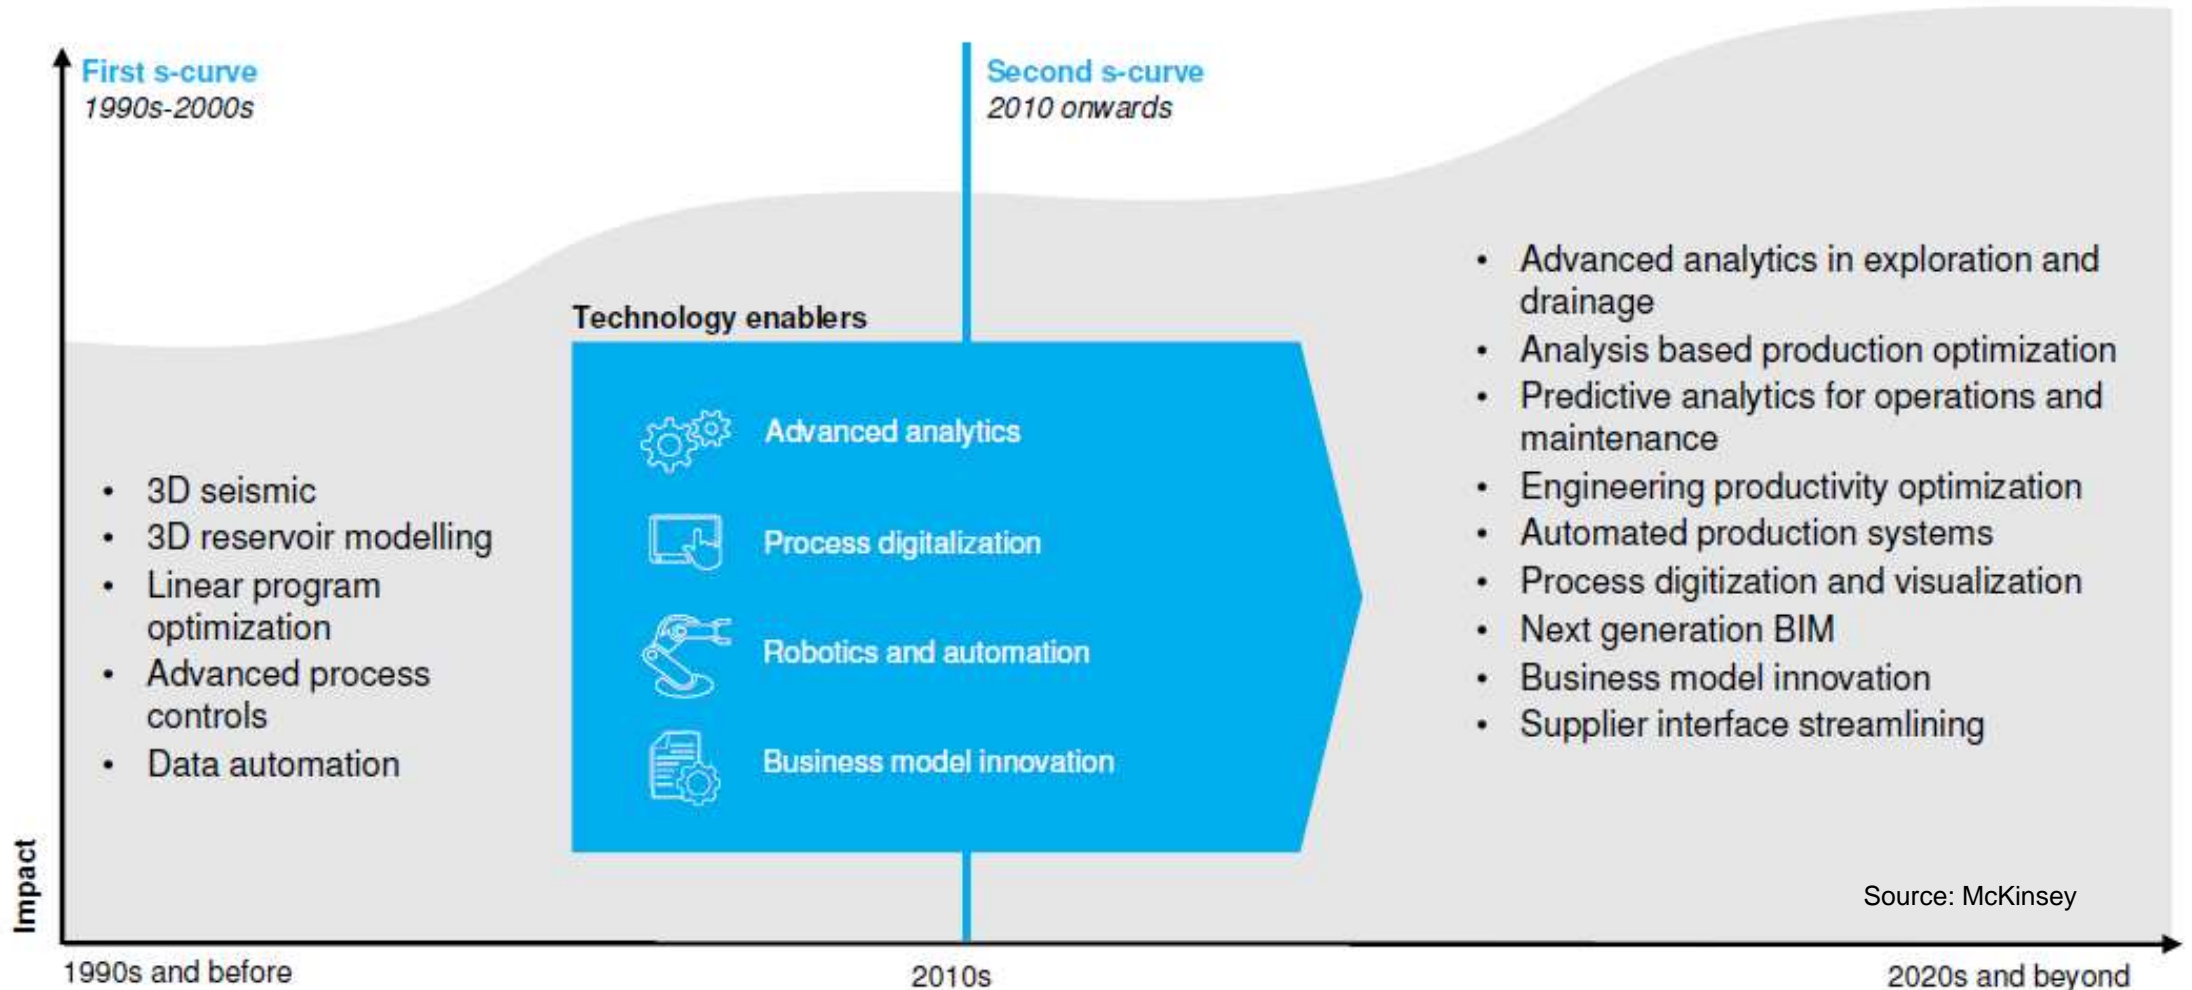 First s-curve
1990s-2000s
Second s-curve
2010 onwards
Technology enablers
Advanced analytics
Process digitalization
Robotics and automation
Business model innovation
• 3D seismic
• 3D reservoir modelling
• Linear program
optimization
• Advanced process
controls
• Data automation
• Advanced analytics in exploration and
drainage
• Analysis based production optimization
• Predictive analytics for operations and
maintenance
• Engineering productivity optimization
• Automated production systems
• Process digitization and visualization
• Next generation BIM
• Business model innovation
• Supplier interface streamlining
Source: McKinsey
Impact
1990s and before
2010s
2020s and beyond